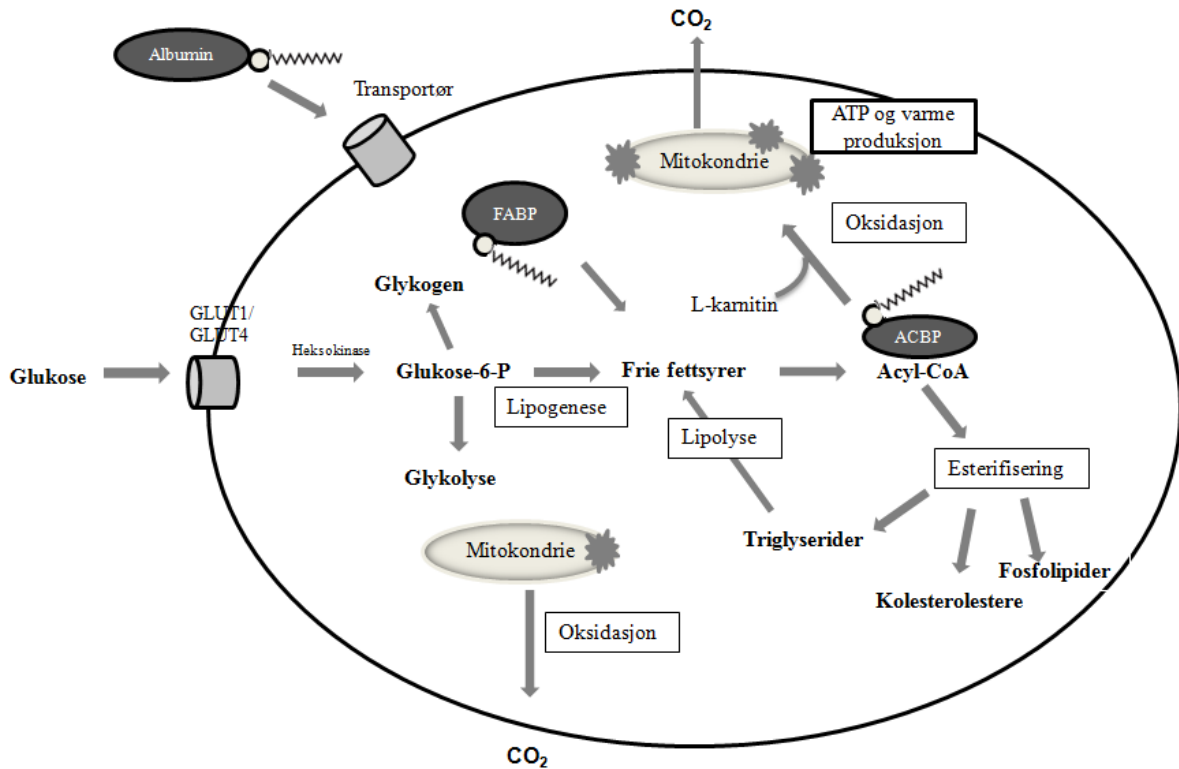 CO₂
Albumin
Transportør
ATP og varme
produksjon
Mitokondrie
FABP
Oksidasjon
Glykogen
L-karnitin
GLUT1/
GLUT4
ACBP
Heksokinase
Glukose
Glukose-6-P
Frie fettsyrer
Acyl-CoA
Lipogenese
Lipolyse
Esterifisering
Glykolyse
Triglyserider
Mitokondrie
Fosfolipider
Kolesterolestere
Oksidasjon
CO₂